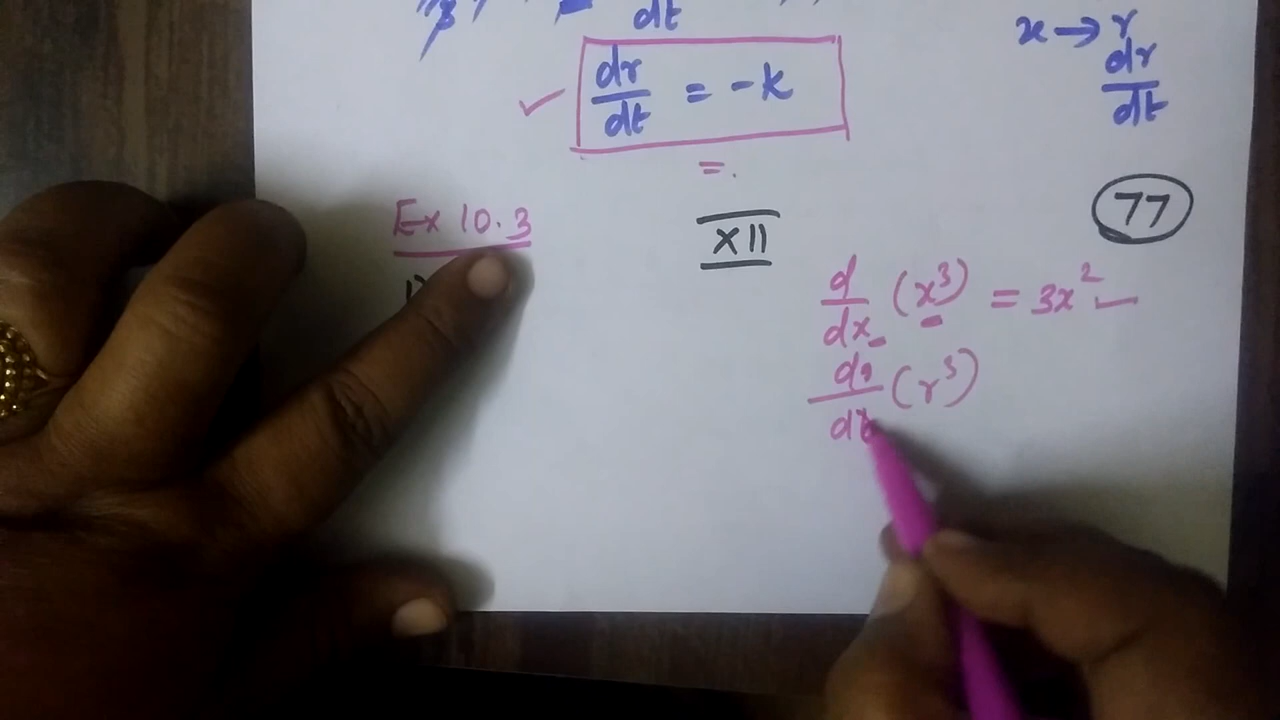 dt
x → r
dr/dt
dr/dt = -k
=.
Ex 10.3
XII
77
d/dx (x³) = 3x²
d/dt (r³)